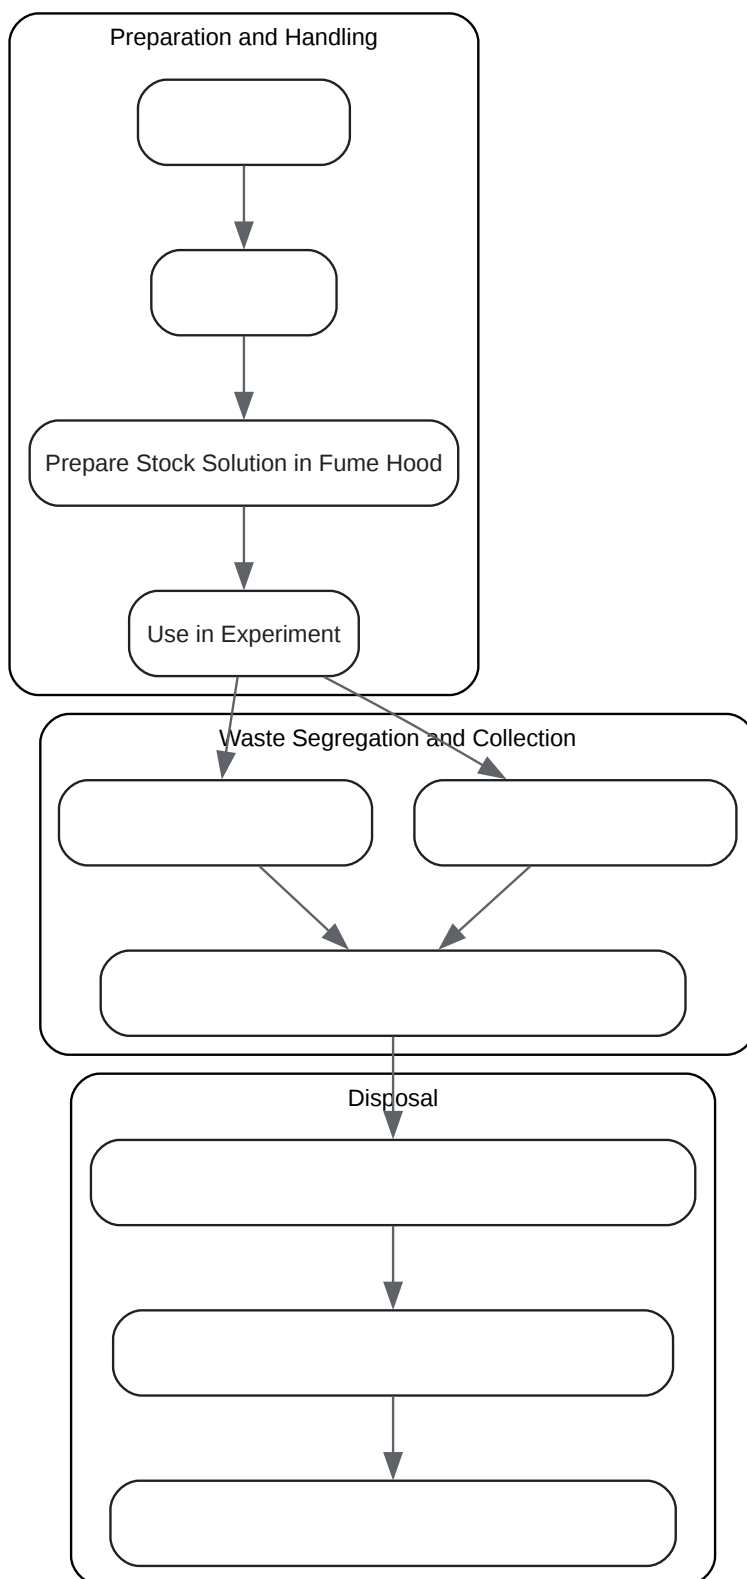 Preparation and Handling
Prepare Stock Solution in Fume Hood
Use in Experiment
Waste Segregation and Collection
Disposal